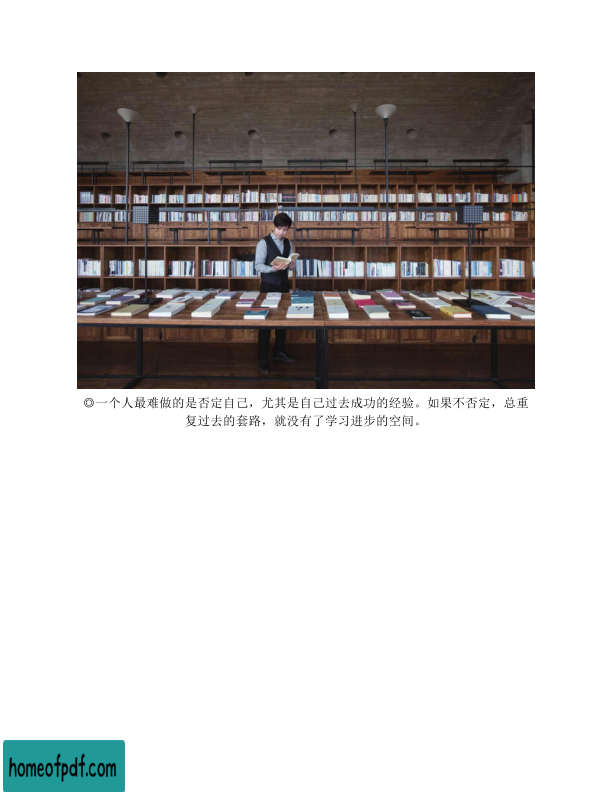 ◎一个人最难做的是否定自己，尤其是自己过去成功的经验。如果不否定，总重
复过去的套路，就没有了学习进步的空间。
homeofpdf.com